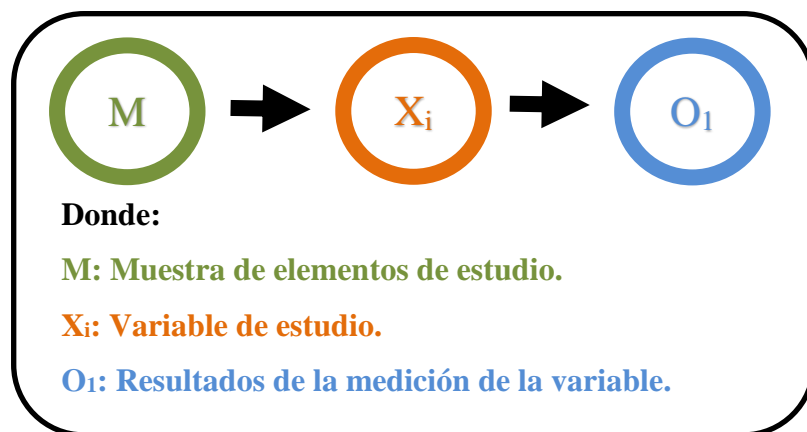 M Xi O1
Donde:
M: Muestra de elementos de estudio.
Xi: Variable de estudio.
O1: Resultados de la medición de la variable.